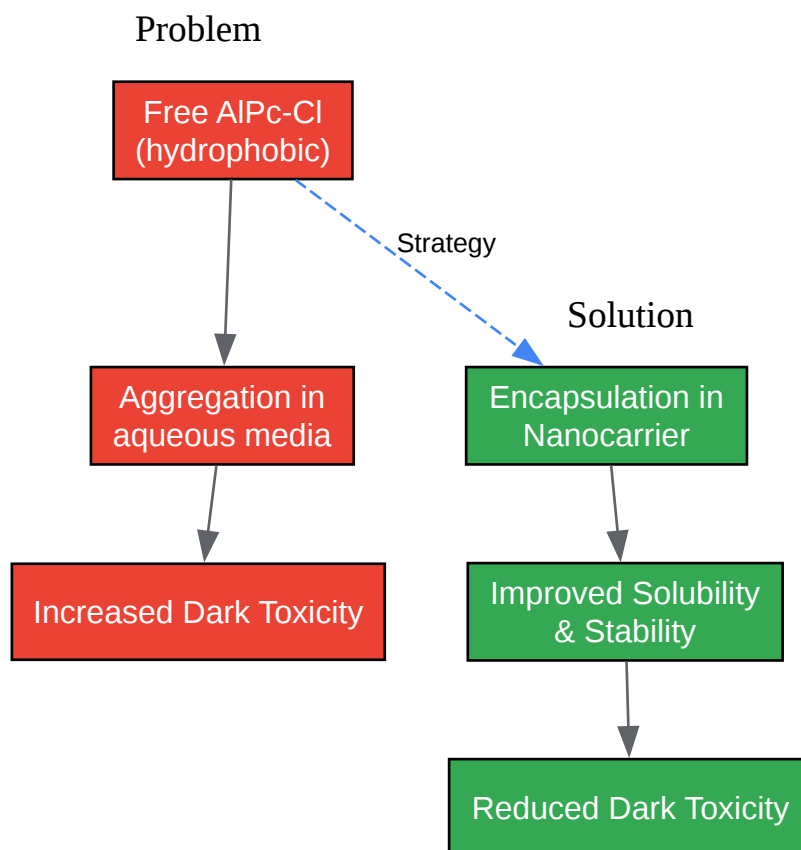 Problem
Free AlPc-Cl
(hydrophobic)
Strategy
Solution
Aggregation in
aqueous media
Encapsulation in
Nanocarrier
Increased Dark Toxicity
Improved Solubility
& Stability
Reduced Dark Toxicity